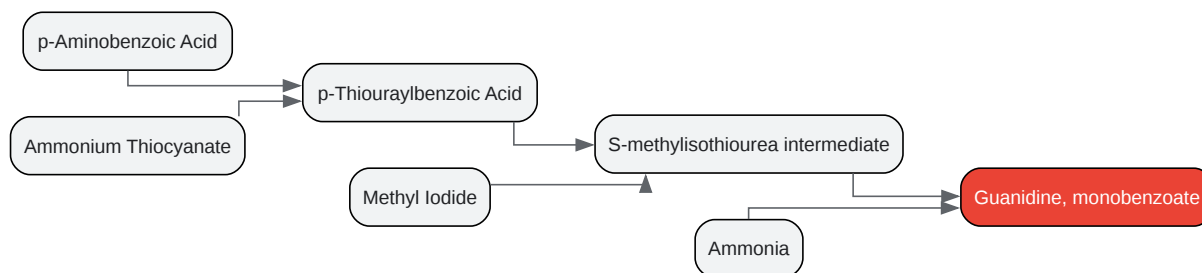 p-Aminobenzoic Acid
Ammonium Thiocyanate
p-Thiouraylbenzoic Acid
Methyl Iodide
S-methylisothiourea intermediate
Ammonia
Guanidine, monobenzoate